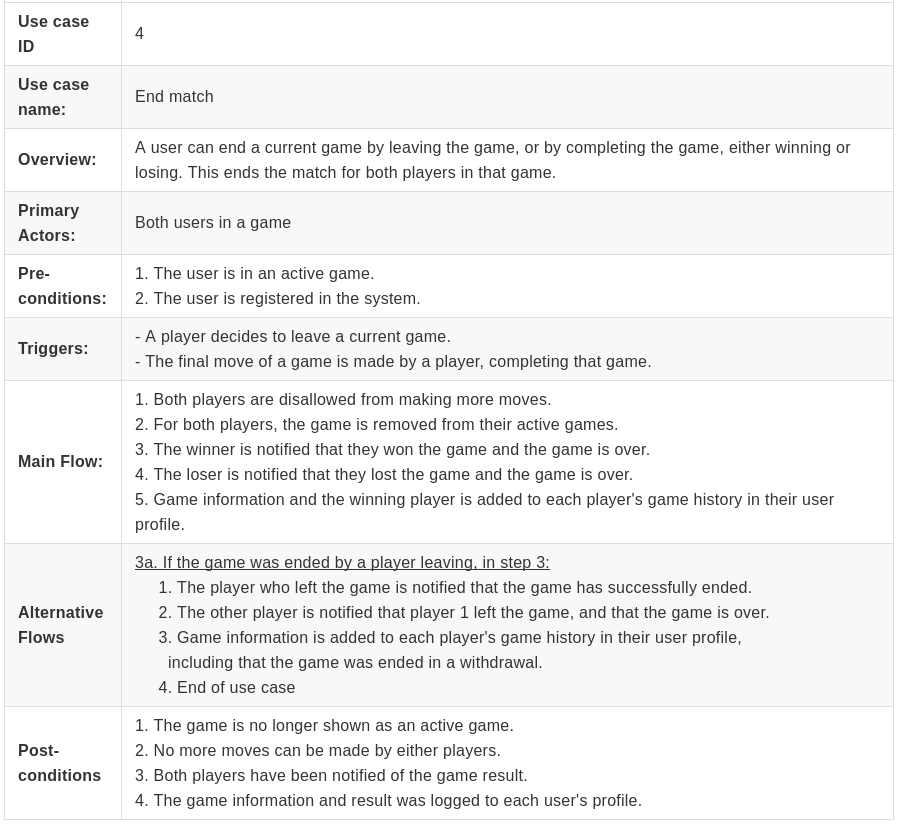 Use case
ID
4
Use case
name:
End match
Overview:
A user can end a current game by leaving the game, or by completing the game, either winning or
losing. This ends the match for both players in that game.
Primary
Actors:
Both users in a game
Pre-
conditions:
1. The user is in an active game.
2. The user is registered in the system.
Triggers:
- A player decides to leave a current game.
- The final move of a game is made by a player, completing that game.
Main Flow:
1. Both players are disallowed from making more moves.
2. For both players, the game is removed from their active games.
3. The winner is notified that they won the game and the game is over.
4. The loser is notified that they lost the game and the game is over.
5. Game information and the winning player is added to each player's game history in their user
profile.
Alternative
Flows
3a. If the game was ended by a player leaving, in step 3:
1. The player who left the game is notified that the game has successfully ended.
2. The other player is notified that player 1 left the game, and that the game is over.
3. Game information is added to each player's game history in their user profile,
including that the game was ended in a withdrawal.
4. End of use case
Post-
conditions
1. The game is no longer shown as an active game.
2. No more moves can be made by either players.
3. Both players have been notified of the game result.
4. The game information and result was logged to each user's profile.